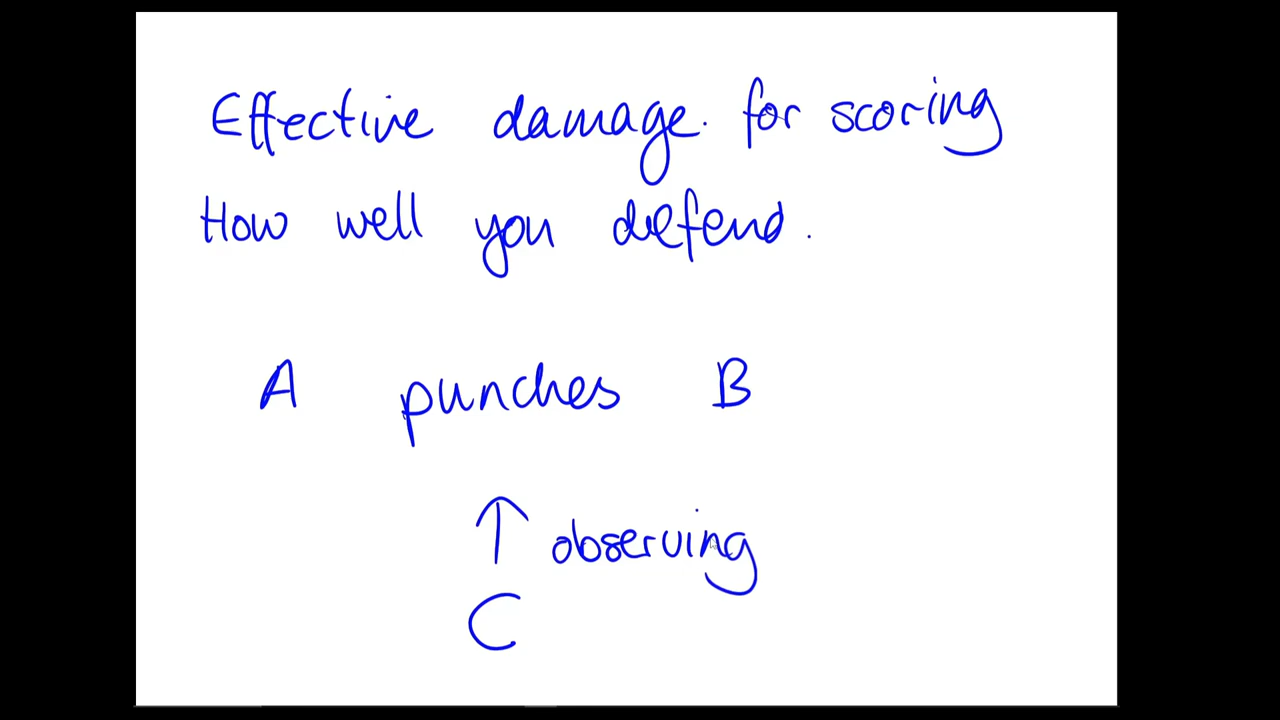 Effective damage. for scoring
How well you defend.
A punches B
↑ observing
C